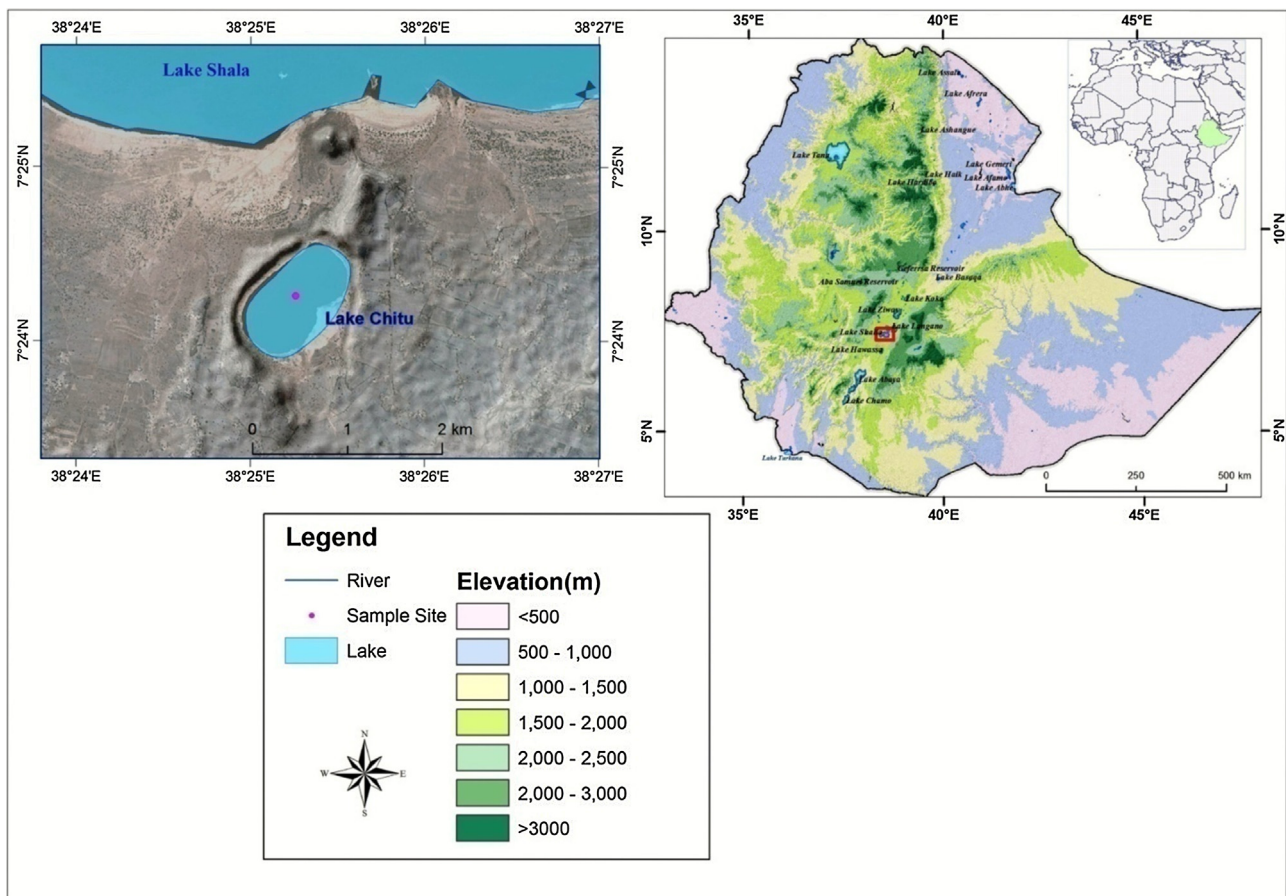 38°24'E 38°25'E 38°26'E 38°27'E
Lake Shala
7°25'N
7°25'N
Lake Chitu
7°24'N
7°24'N
0 1 2 km
38°24'E 38°25'E 38°26'E 38°27'E
35°E 40°E 45°E
Lake Assale
Lake Afrera
Lake Ashangue
Lake Tana
Lake Gemeri
Lake Haik
Lake Afambo
Lake Hardibo
Lake Abhe
10°N
10°N
Aba Samuel Reservoir
Lake Basaqa
Lake Koka
Lake Ziway
Lake Shala
Lake Langano
Lake Hawassa
Lake Abaya
Lake Chamo
5°N
5°N
Lake Turkana
0 250 500 km
35°E 40°E 45°E
Legend
River
Sample Site
Lake
N
W E
S
Elevation(m)
<500
500 - 1,000
1,000 - 1,500
1,500 - 2,000
2,000 - 2,500
2,000 - 3,000
>3000